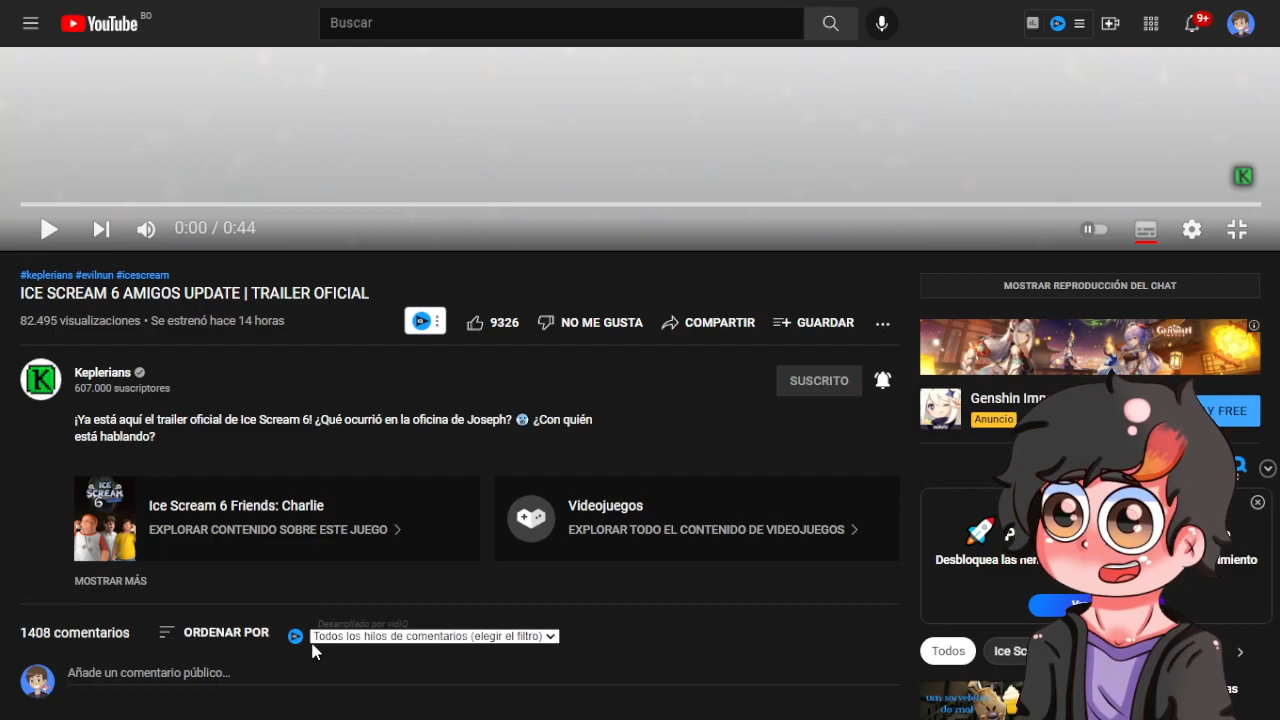 YouTube BO
Buscar
9+
K
0:00 / 0:44
#keplerians #evilnun #icescream
ICE SCREAM 6 AMIGOS UPDATE | TRAILER OFICIAL
82.495 visualizaciones • Se estrenó hace 14 horas
9326
NO ME GUSTA
COMPARTIR
GUARDAR
MOSTRAR REPRODUCCIÓN DEL CHAT
GENSHIN
K
Keplerians
607.000 suscriptores
SUSCRITO
Genshin Imp
Anuncio
Y FREE
¡Ya está aquí el trailer oficial de Ice Scream 6! ¿Qué ocurrió en la oficina de Joseph? 🥶 ¿Con quién
está hablando?
ICE
SCREAM
6
Ice Scream 6 Friends: Charlie
EXPLORAR CONTENIDO SOBRE ESTE JUEGO
Videojuegos
EXPLORAR TODO EL CONTENIDO DE VIDEOJUEGOS
Desbloquea las
MOSTRAR MÁS
1408 comentarios
ORDENAR POR
Desarrollado por vidIQ
Todos los hilos de comentarios (elegir el filtro)
Todos
Ice Sc
Añade un comentario público...
um sorveteiro
do mal